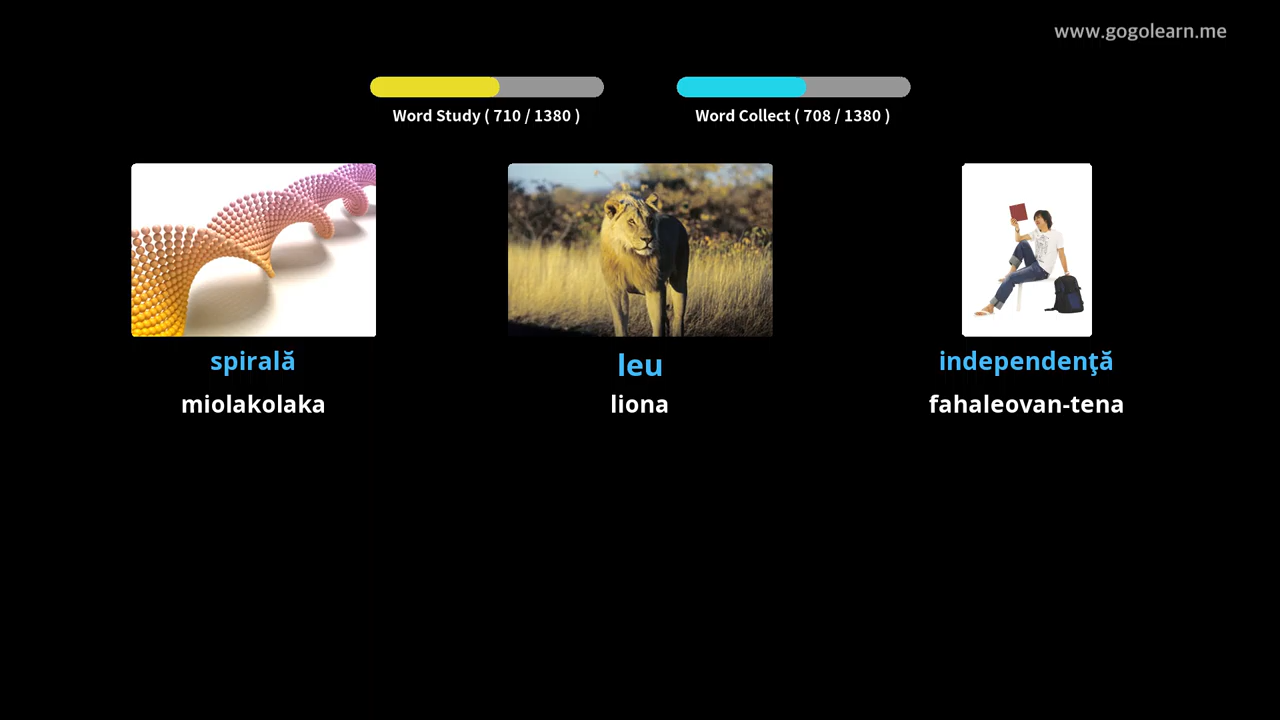 www.gogolearn.me
Word Study ( 710 / 1380 )
Word Collect ( 708 / 1380 )
spirală
leu
independenţă
miolakolaka
liona
fahaleovan-tena